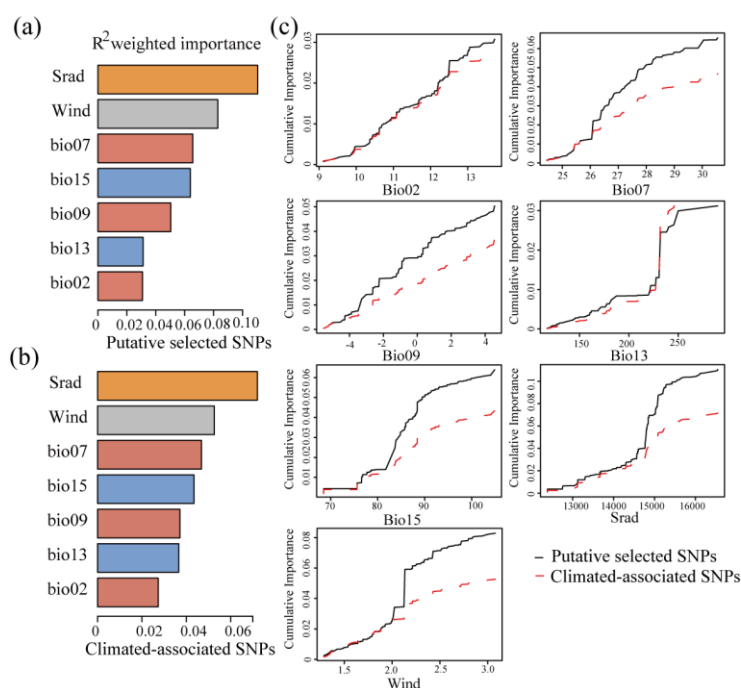 (a)
R² weighted importance
Srad
Wind
bio07
bio15
bio09
bio13
bio02
0 0.02 0.04 0.06 0.08 0.10
Putative selected SNPs
(b)
Srad
Wind
bio07
bio15
bio09
bio13
bio02
0 0.02 0.04 0.06
Climated-associated SNPs
(c)
Cumulative Importance
0 0.01 0.02 0.03
9 10 11 12 13
Bio02
Cumulative Importance
0 0.01 0.02 0.03 0.04 0.05 0.06
25 26 27 28 29 30
Bio07
Cumulative Importance
0 0.01 0.02 0.03 0.04 0.05
-4 -2 0 2 4
Bio09
Cumulative Importance
0 0.01 0.02 0.03
150 200 250
Bio13
Cumulative Importance
0.01 0.02 0.04 0.06
70 80 90 100
Bio15
Cumulative Importance
0 0.02 0.04 0.06 0.08 0.1
13000 14000 15000 16000
Srad
Cumulative Importance
0 0.02 0.04 0.06 0.08
1.5 2.0 2.5 3.0
Wind
Putative selected SNPs
Climated-associated SNPs